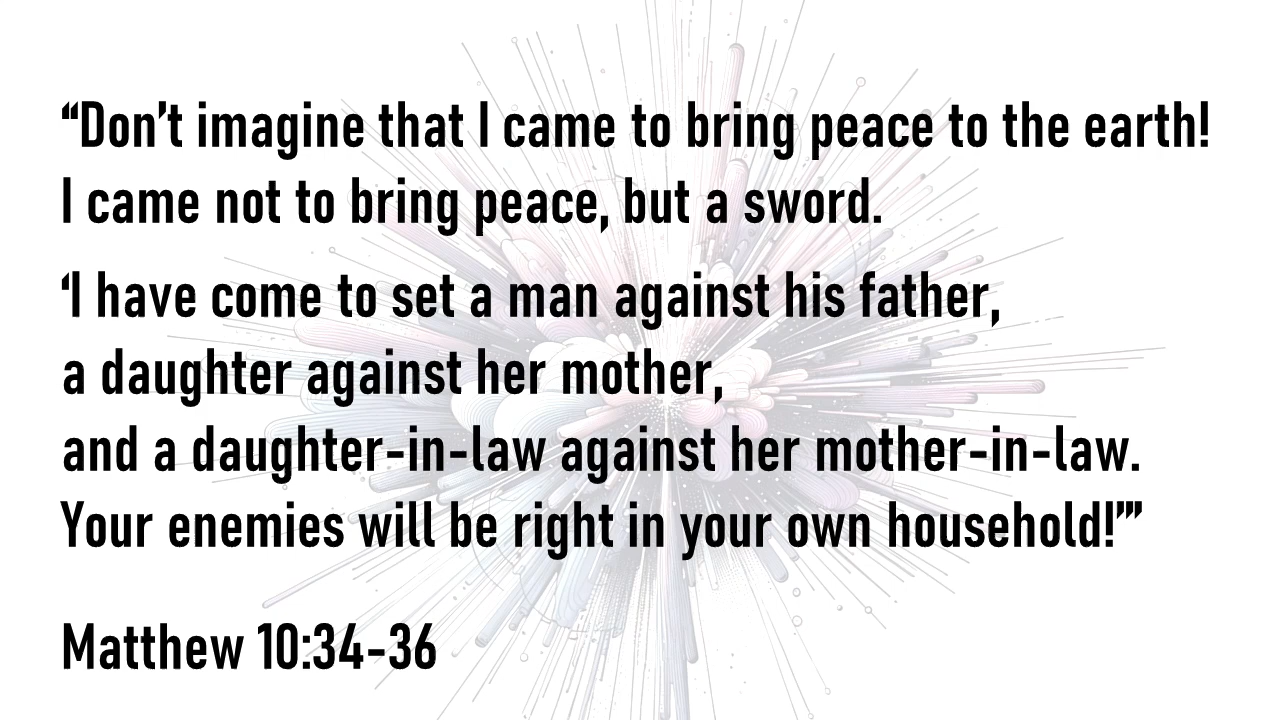 “Don’t imagine that I came to bring peace to the earth!
I came not to bring peace, but a sword.
‘I have come to set a man against his father,
a daughter against her mother,
and a daughter-in-law against her mother-in-law.
Your enemies will be right in your own household!’”
Matthew 10:34-36